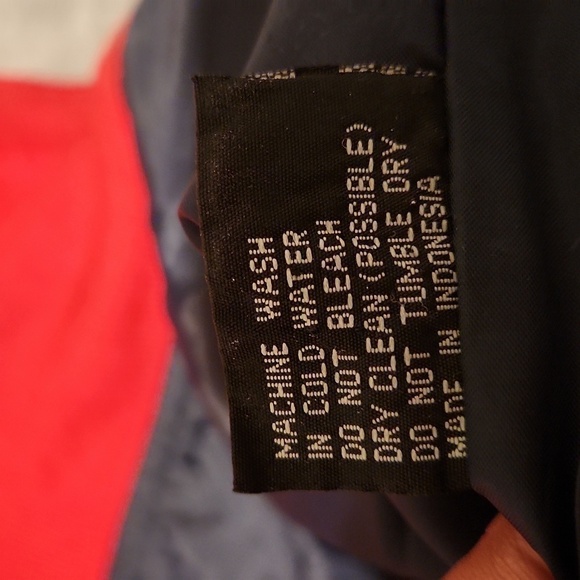 MACHINE WASH
IN COLD WATER
DO NOT BLEACH
DRY CLEAN (POSSIBLE)
DO NOT TUMBLE DRY
MADE IN INDONESIA